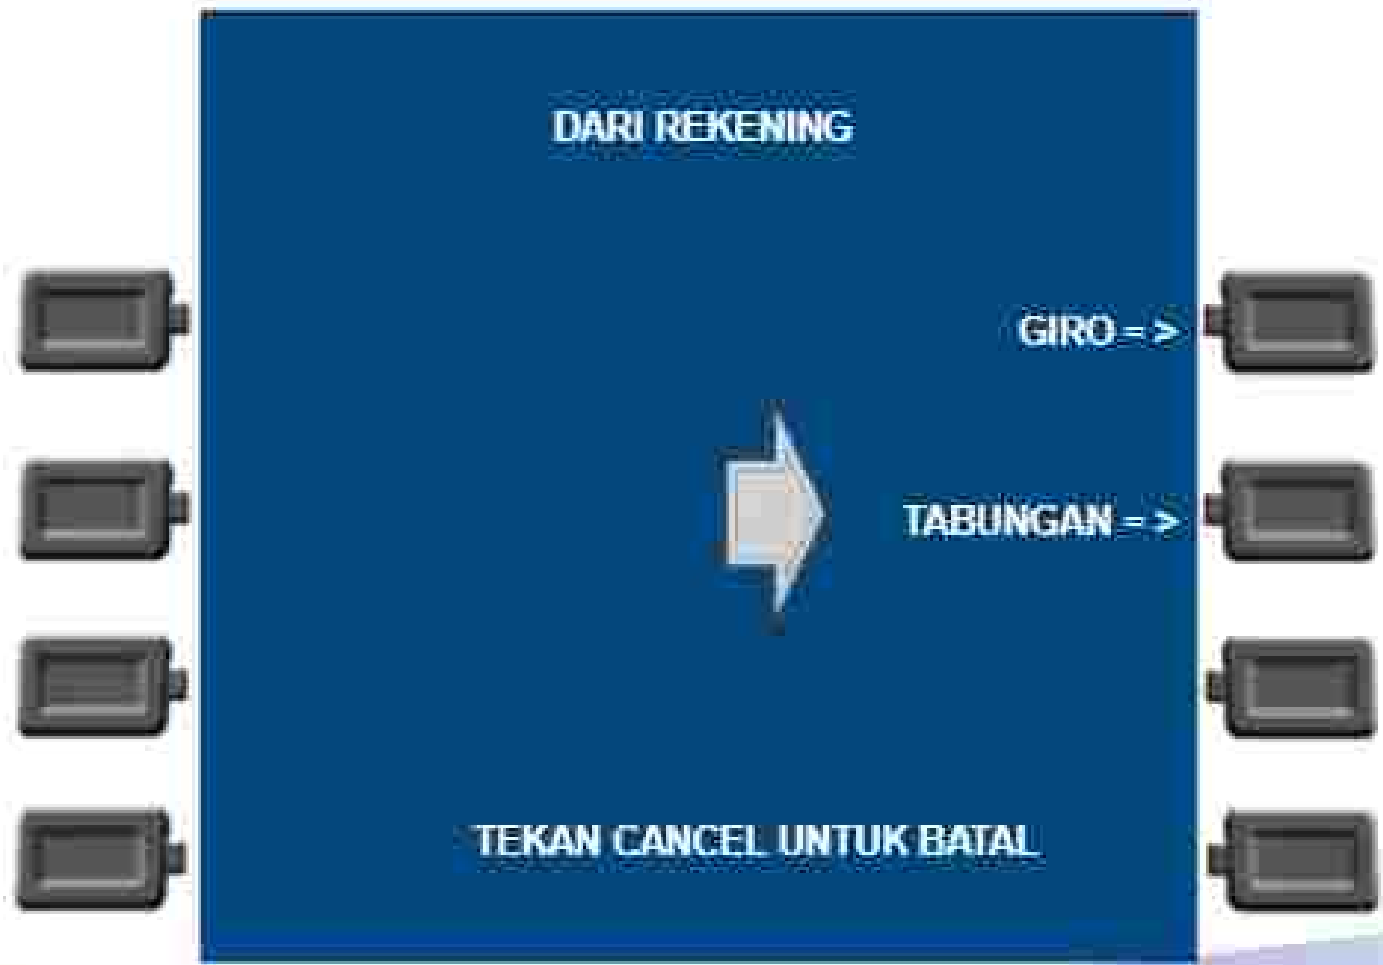 DARI REKENING
GIRO = >
TABUNGAN = >
TEKAN CANCEL UNTUK BATAL